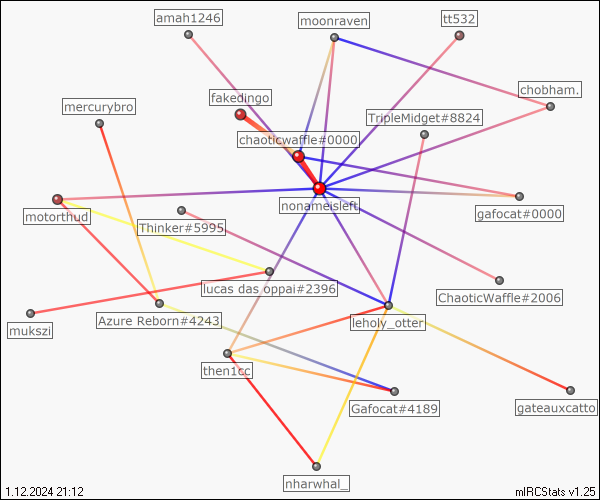 amah1246
moonraven
tt532
fakedingo
chobham.
mercurybro
TripleMidget#8824
chaoticwaffle#0000
nonameisleft
gafocat#0000
motorthud
Thinker#5995
lucas das oppai#2396
ChaoticWaffle#2006
Azure Reborn#4243
leholy_otter
mukszi
then1cc
Gafocat#4189
gateauxcatto
nharwhal_
1.12.2024 21:12
mIRCStats v1.25